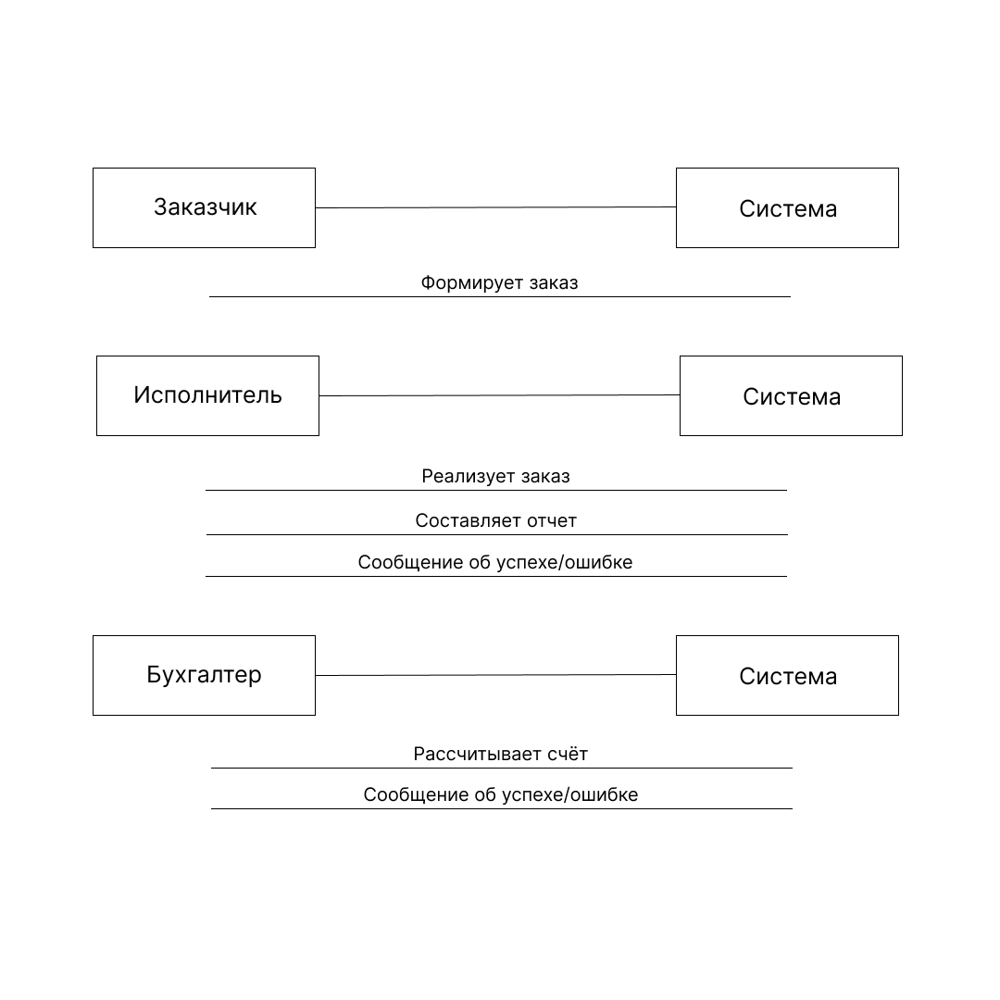 Заказчик
Система
Формирует заказ
Исполнитель
Система
Реализует заказ
Составляет отчет
Сообщение об успехе/ошибке
Бухгалтер
Система
Рассчитывает счёт
Сообщение об успехе/ошибке